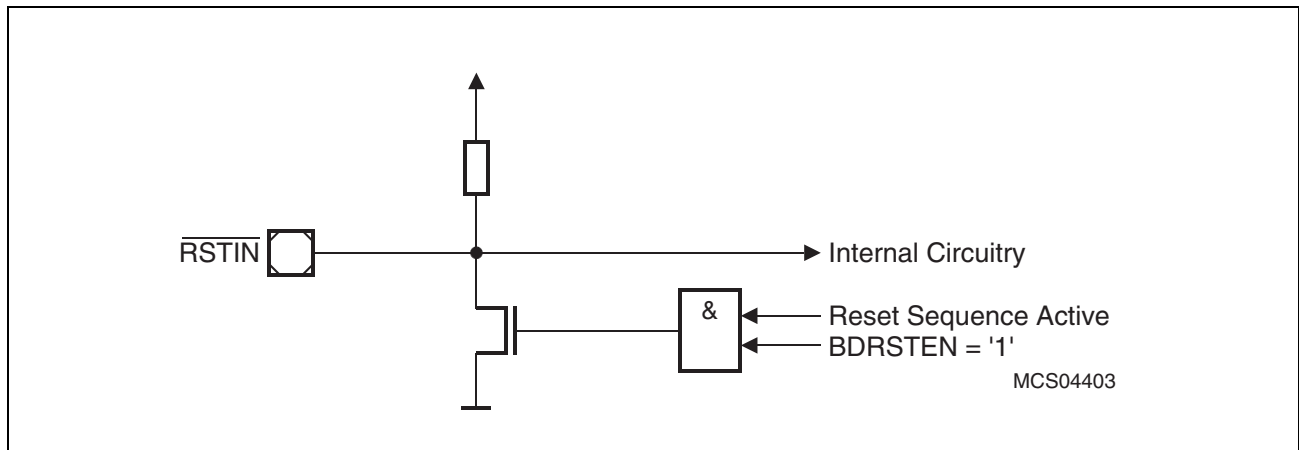 RSTIN
Internal Circuitry
&
Reset Sequence Active
BDRSTEN = '1'
MCS04403